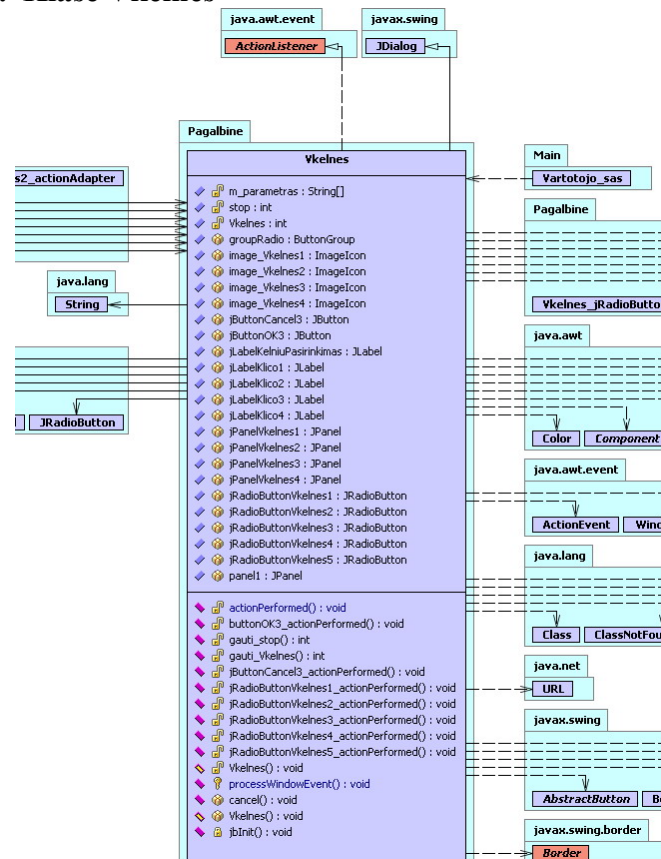 java.awt.event
javax.swing
ActionListener
JDialog
Pagalbine
Vkelnes
Main
s2_actionAdapter
Vartotojo_sas
m_parametras : String[]
stop : int
Pagalbine
Vkelnes : int
groupRadio : ButtonGroup
image_Vkelnes1 : ImageIcon
image_Vkelnes2 : ImageIcon
java.lang
image_Vkelnes3 : ImageIcon
String
image_Vkelnes4 : ImageIcon
Vkelnes_jRadioButto
jButtonCancel3 : JButton
jButtonOK3 : JButton
java.awt
jLabelKelniuPasirinkimas : JLabel
jLabelKlico1 : JLabel
jLabelKlico2 : JLabel
jLabelKlico3 : JLabel
jLabelKlico4 : JLabel
JRadioButton
jPanelVkelnes1 : JPanel
Color
Component
jPanelVkelnes2 : JPanel
jPanelVkelnes3 : JPanel
java.awt.event
jPanelVkelnes4 : JPanel
jRadioButtonVkelnes1 : JRadioButton
jRadioButtonVkelnes2 : JRadioButton
ActionEvent
Wind
jRadioButtonVkelnes3 : JRadioButton
jRadioButtonVkelnes4 : JRadioButton
java.lang
jRadioButtonVkelnes5 : JRadioButton
panel1 : JPanel
actionPerformed() : void
buttonOK3_actionPerformed() : void
Class
ClassNotFou
gauti_stop() : int
gauti_Vkelnes() : int
java.net
jButtonCancel3_actionPerformed() : void
jRadioButtonVkelnes1_actionPerformed() : void
URL
jRadioButtonVkelnes2_actionPerformed() : void
jRadioButtonVkelnes3_actionPerformed() : void
javax.swing
jRadioButtonVkelnes4_actionPerformed() : void
jRadioButtonVkelnes5_actionPerformed() : void
Vkelnes() : void
processWindowEvent() : void
cancel() : void
AbstractButton
Vkelnes() : void
jbInit() : void
javax.swing.border
Border